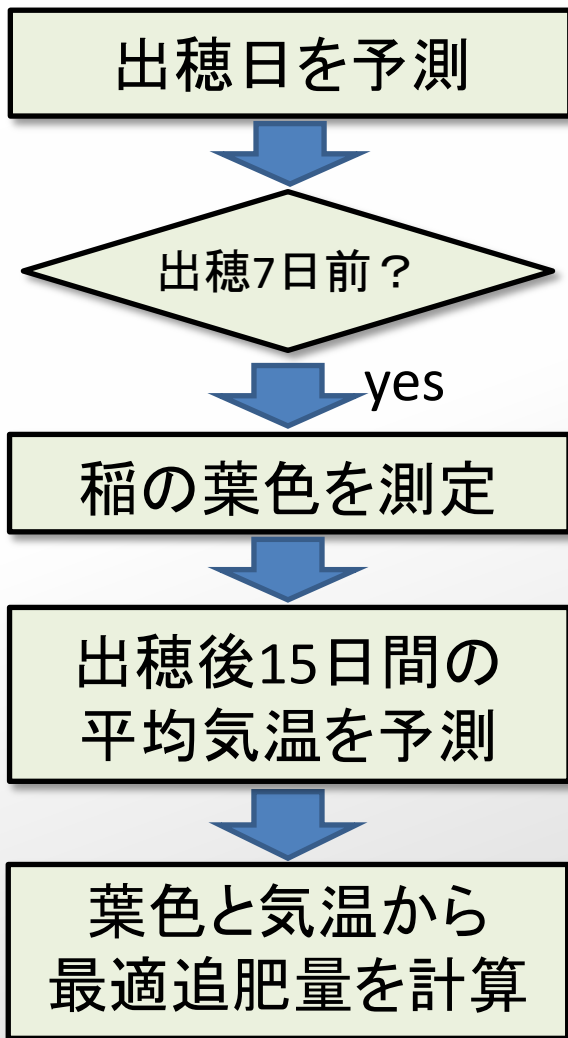 出穂日を予測
出穂7日前？
yes
稲の葉色を測定
出穂後15日間の
平均気温を予測
葉色と気温から
最適追肥量を計算